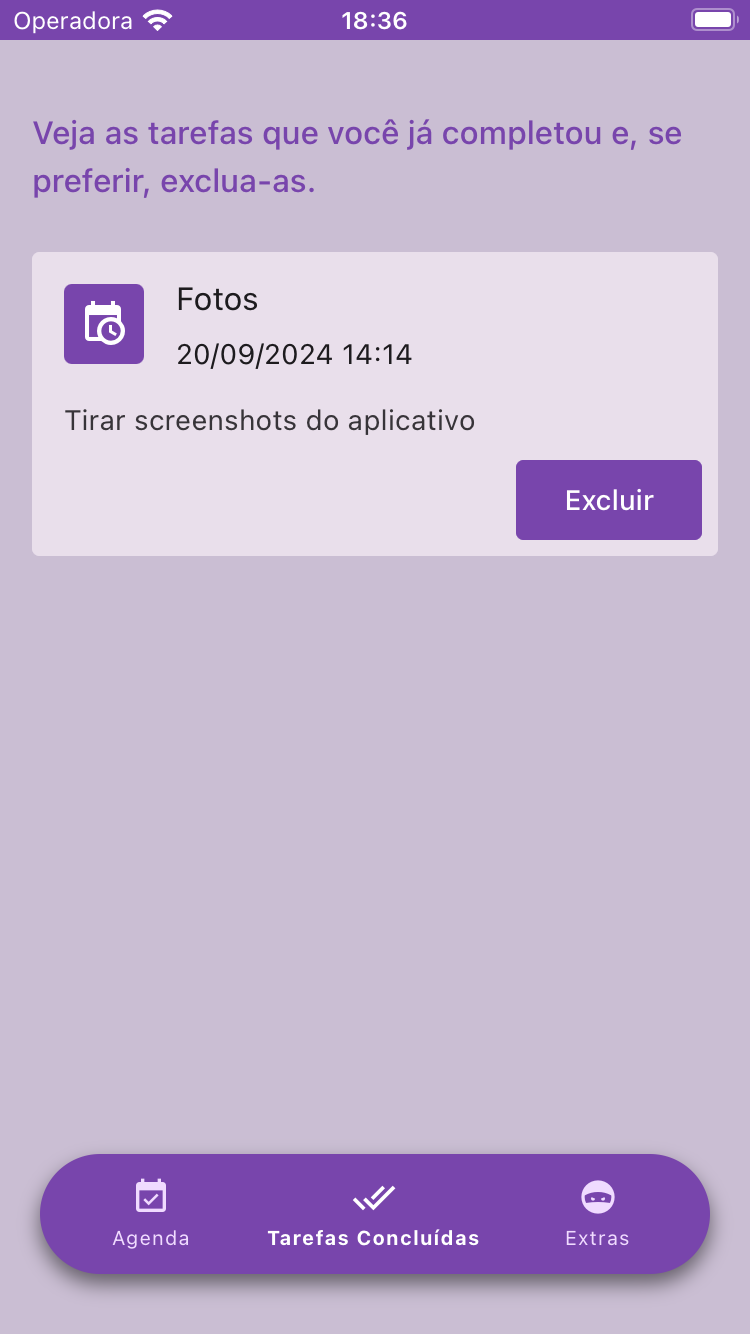 Operadora 18:36
Veja as tarefas que você já completou e, se
preferir, exclua-as.
Fotos
20/09/2024 14:14
Tirar screenshots do aplicativo
Excluir
Agenda
Tarefas Concluídas
Extras